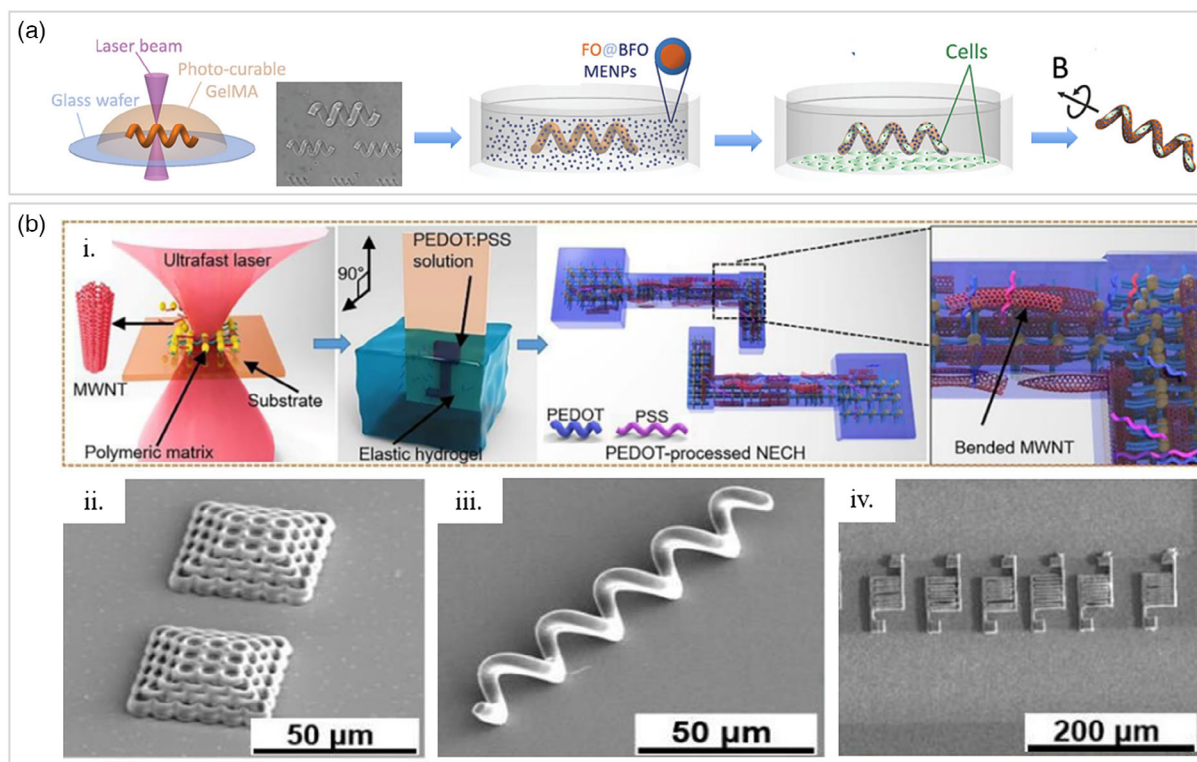 (a)
Laser beam
Photo-curable
GelMA
Glass wafer
FO@BFO
MENPs
Cells
B
(b)
i.
Ultrafast laser
MWNT
Substrate
Polymeric matrix
90°
PEDOT:PSS
solution
Elastic hydrogel
PEDOT
PSS
PEDOT-processed NECH
Bended MWNT
ii.
50 µm
iii.
50 µm
iv.
200 µm